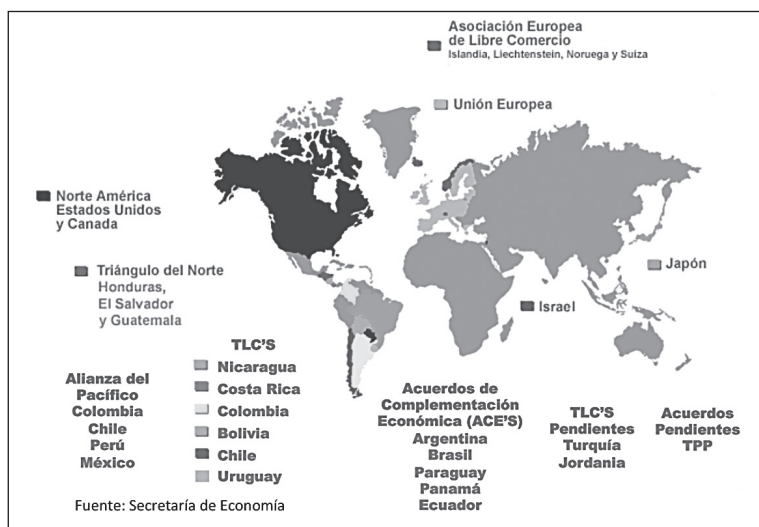 Asociación Europea
de Libre Comercio
Islandia, Liechtenstein, Noruega y Suiza
Unión Europea
Norte América
Estados Unidos
y Canada
Triángulo del Norte
Honduras,
El Salvador
y Guatemala
Japón
Israel
TLC'S
Nicaragua
Costa Rica
Colombia
Bolivia
Chile
Uruguay
Alianza del
Pacífico
Colombia
Chile
Perú
México
Acuerdos de
Complementación
Económica (ACE'S)
Argentina
Brasil
Paraguay
Panamá
Ecuador
TLC'S
Pendientes
Turquía
Jordania
Acuerdos
Pendientes
TPP
Fuente: Secretaría de Economía